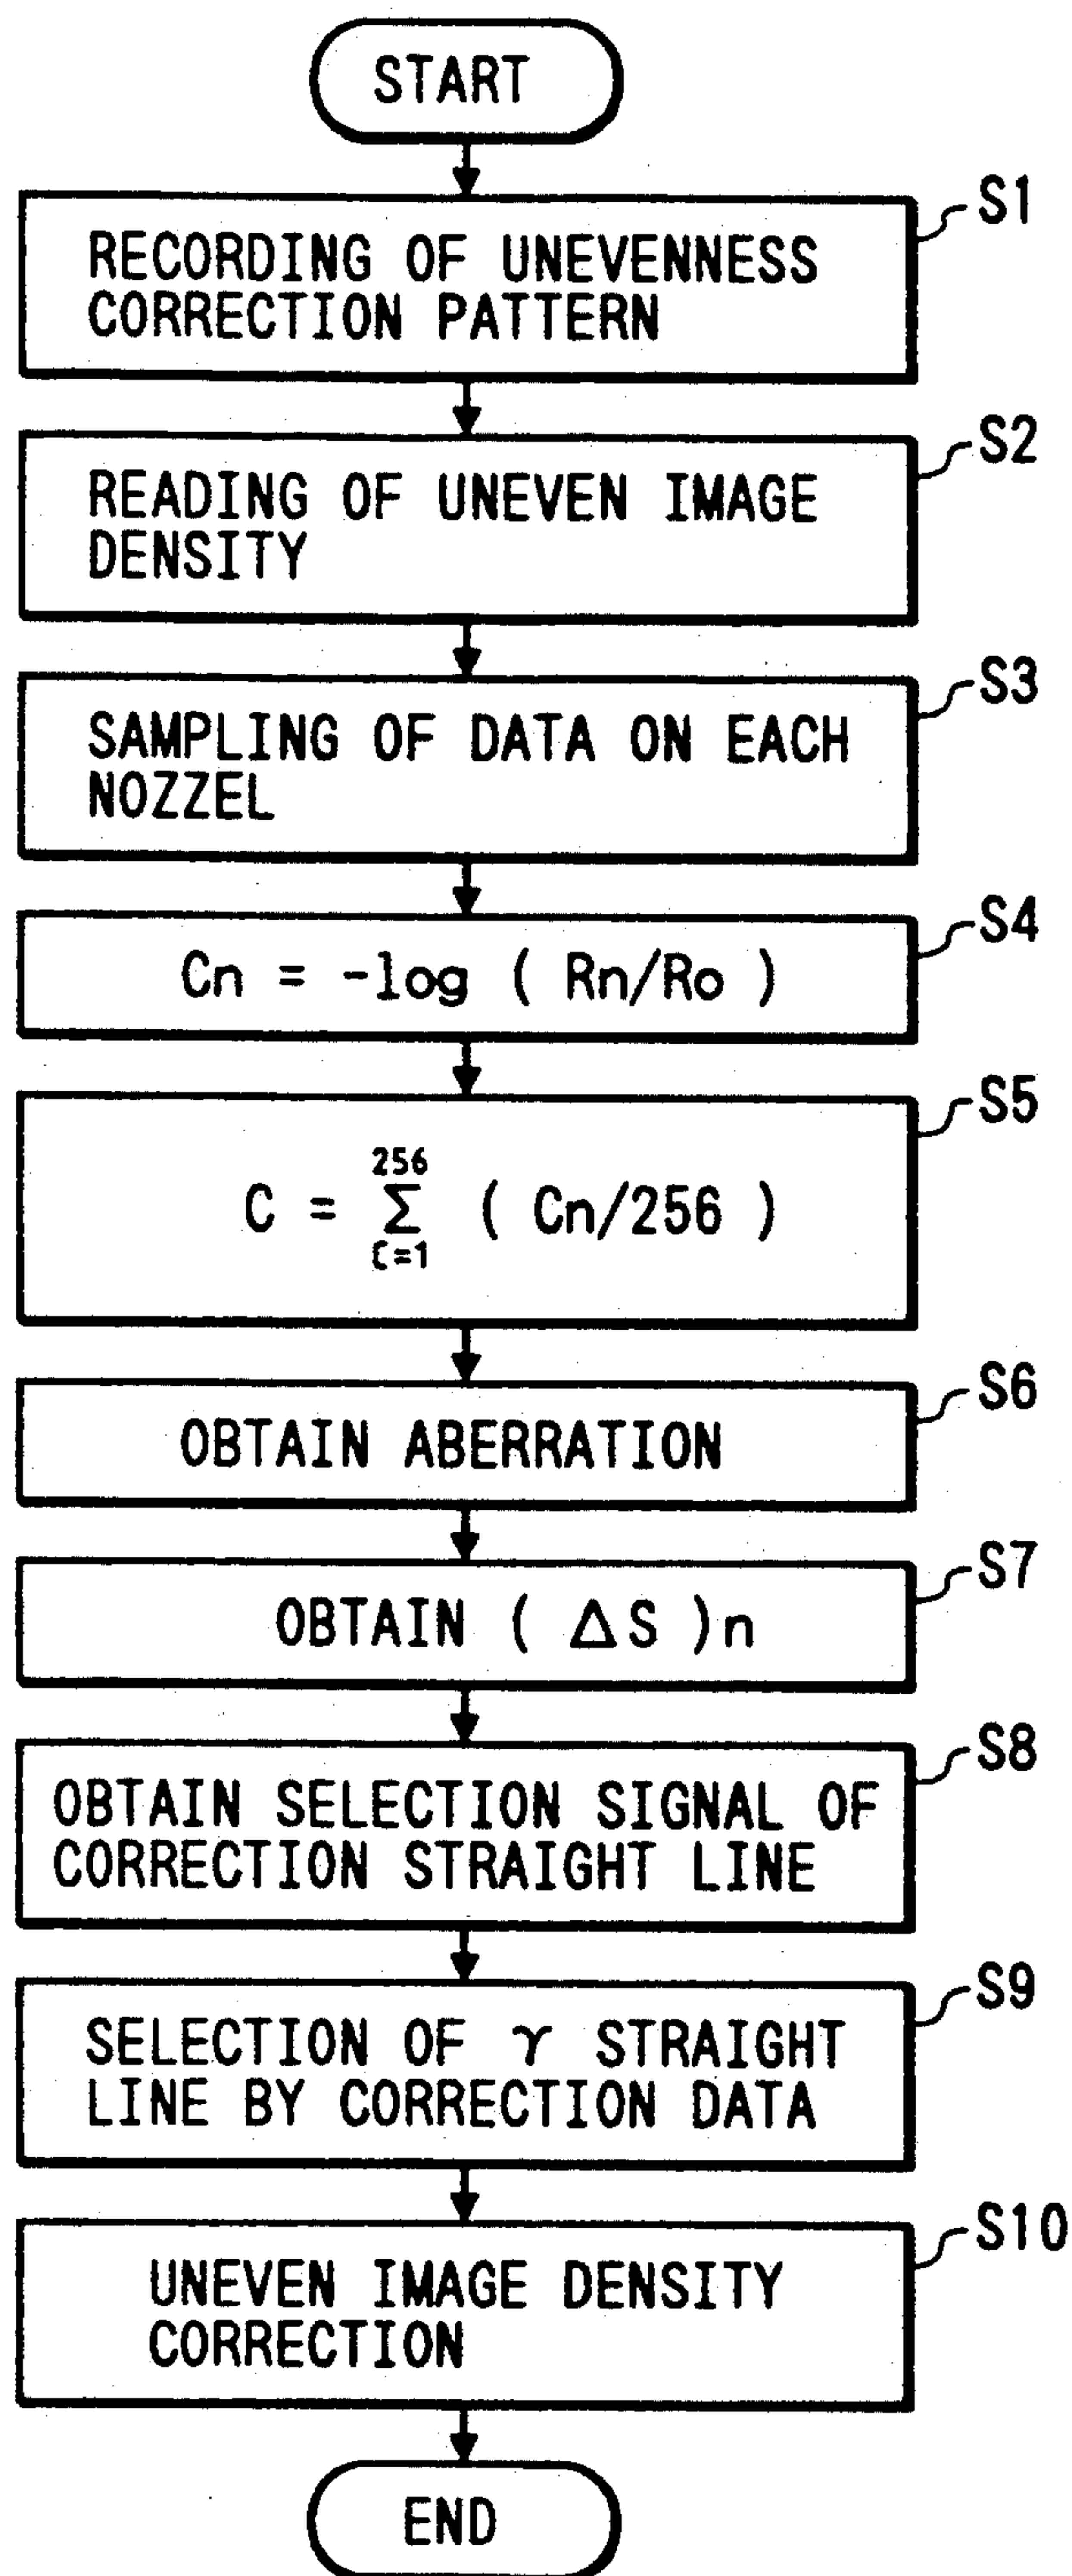 START
S1
RECORDING OF UNEVENNESS
CORRECTION PATTERN
S2
READING OF UNEVEN IMAGE
DENSITY
S3
SAMPLING OF DATA ON EACH
NOZZEL
S4
Cn = -log ( Rn/Ro )
S5
256
C = Σ ( Cn/256 )
C=1
S6
OBTAIN ABERRATION
S7
OBTAIN ( ΔS )n
S8
OBTAIN SELECTION SIGNAL OF
CORRECTION STRAIGHT LINE
S9
SELECTION OF γ STRAIGHT
LINE BY CORRECTION DATA
S10
UNEVEN IMAGE DENSITY
CORRECTION
END